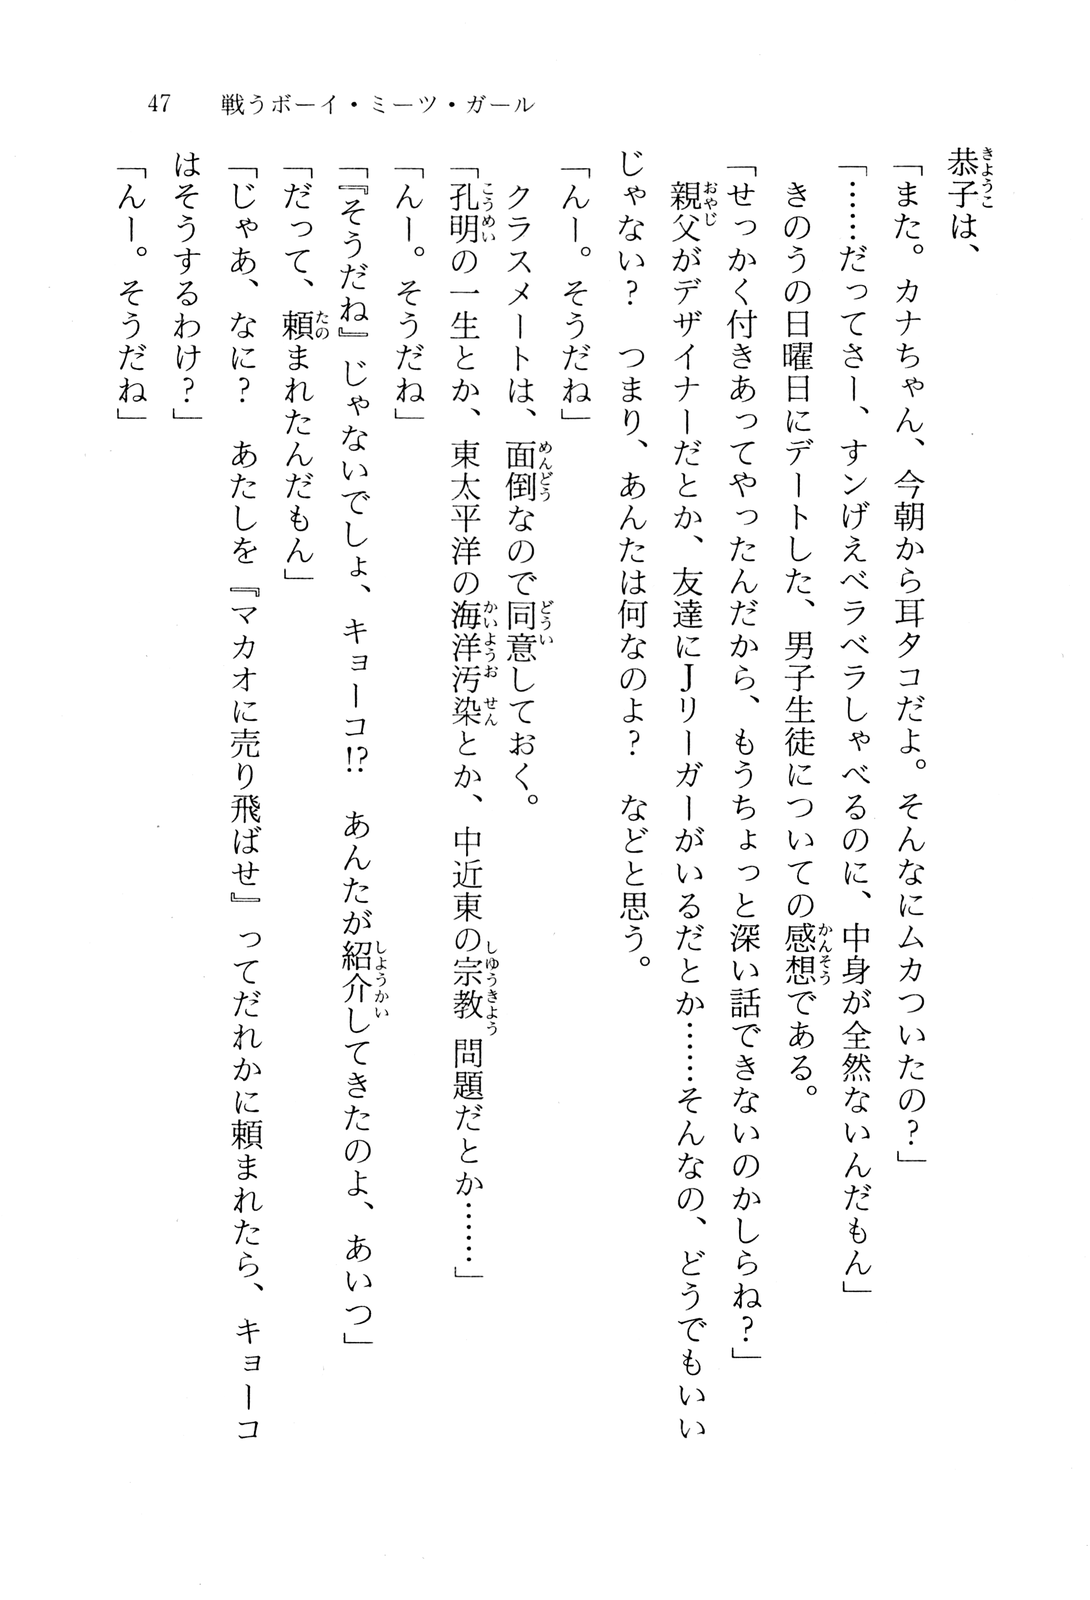 47　戦うボーイ・ミーツ・ガール
恭子は、
「また。カナちゃん、今朝から耳タコだよ。そんなにムカついたの？」
「……だってさー、すンげえベラベラしゃべるのに、中身が全然ないんだもん」
　きのうの日曜日にデートした、男子生徒についての感想である。
「せっかく付きあってやったんだから、もうちょっと深い話できないのかしらね？」
　親父がデザイナーだとか、友達にＪリーガーがいるだとか……そんなの、どうでもいい
じゃない？　つまり、あんたは何なのよ？　などと思う。
「んー。そうだね」
　クラスメートは、面倒なので同意しておく。
「孔明の一生とか、東太平洋の海洋汚染とか、中近東の宗教問題だとか……」
「んー。そうだね」
「『そうだね』じゃないでしょ、キョーコ!?　あんたが紹介してきたのよ、あいつ」
「だって、頼まれたんだもん」
「じゃあ、なに？　あたしを『マカオに売り飛ばせ』ってだれかに頼まれたら、キョーコ
はそうするわけ？」
「んー。そうだね」